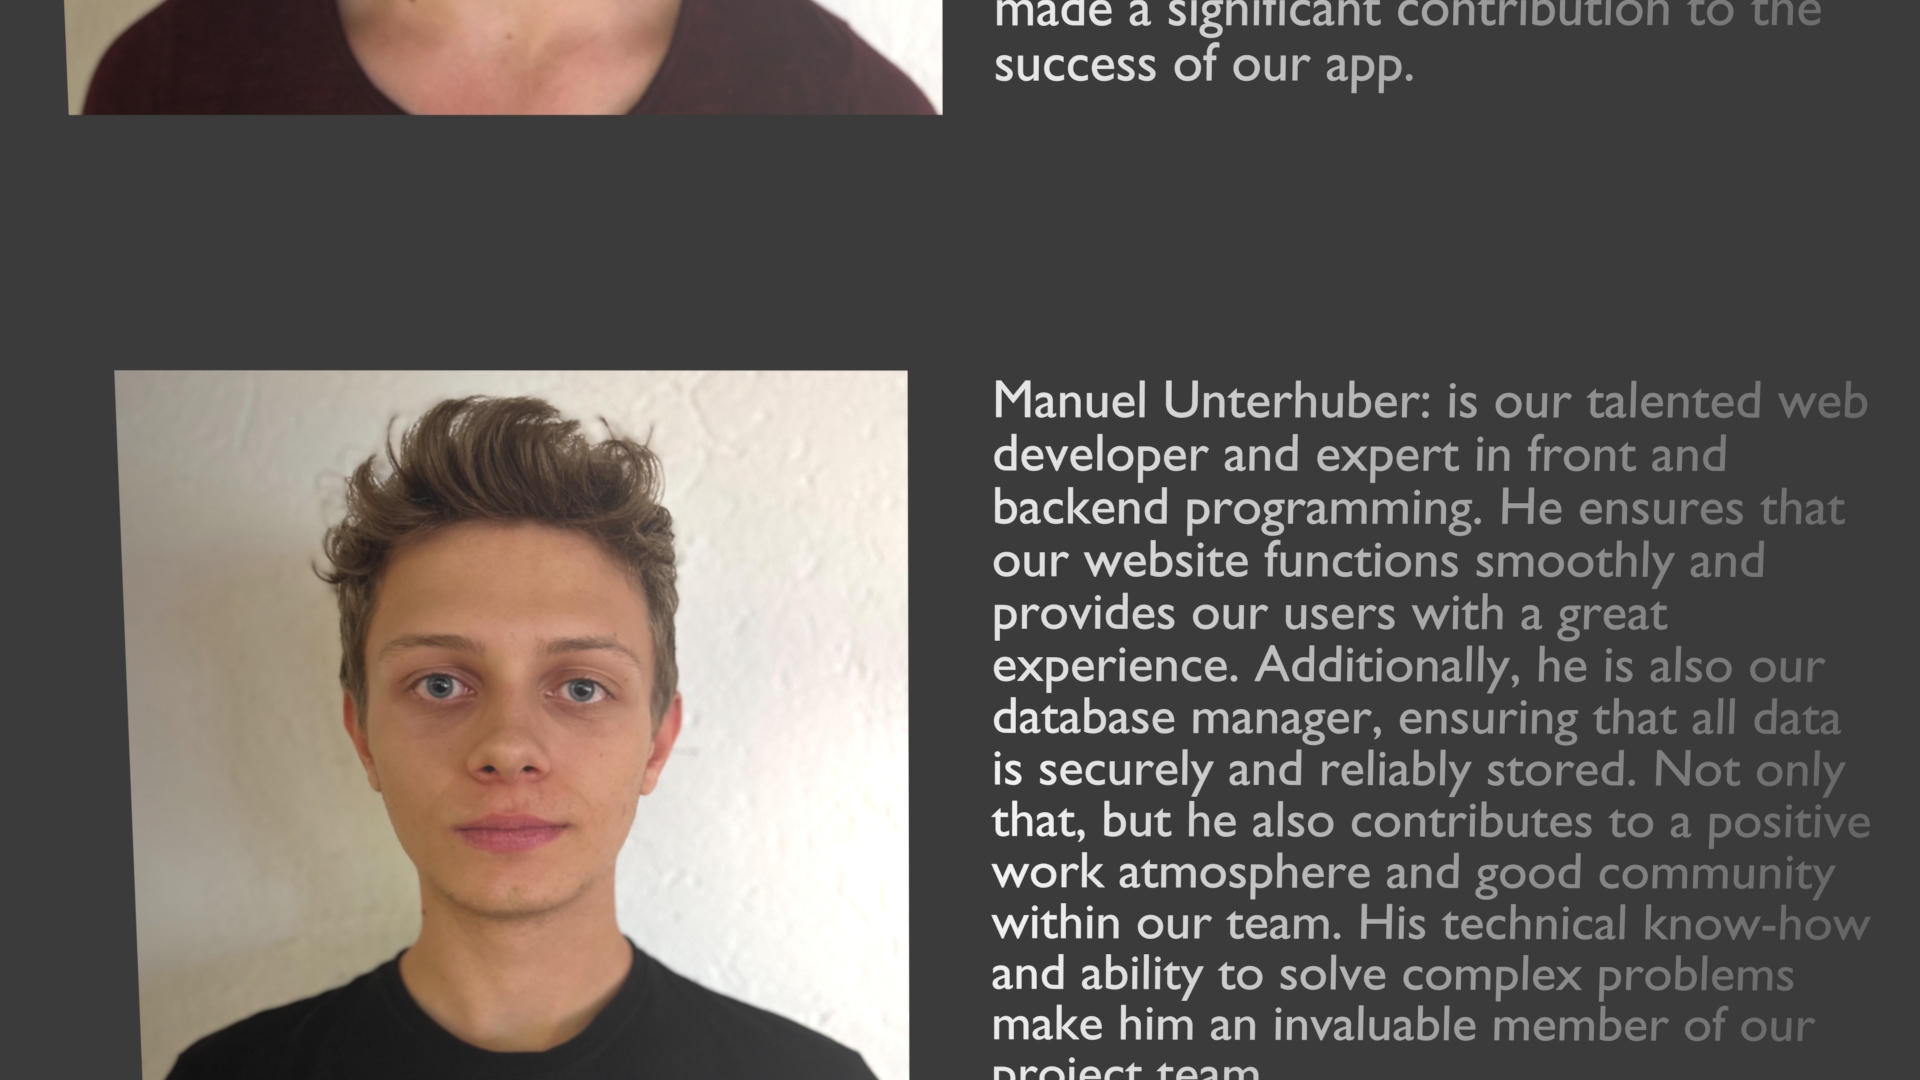 made a significant contribution to the
success of our app.
Manuel Unterhuber: is our talented web
developer and expert in front and
backend programming. He ensures that
our website functions smoothly and
provides our users with a great
experience. Additionally, he is also our
database manager, ensuring that all data
is securely and reliably stored. Not only
that, but he also contributes to a positive
work atmosphere and good community
within our team. His technical know-how
and ability to solve complex problems
make him an invaluable member of our
project team